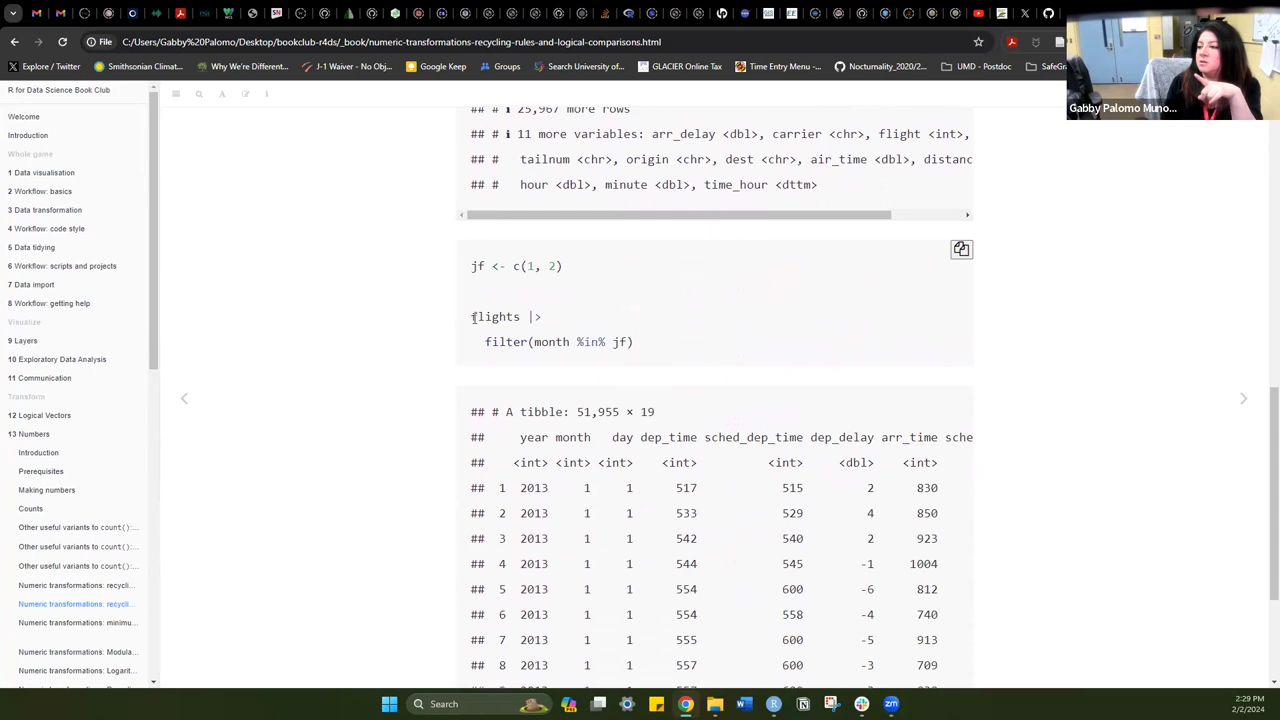 File
C:/Users/Gabby%20Palomo/Desktop/bookclub-r4ds/_book/numeric-transformations-recycling-rules-and-logical-comparisons.html
Explore / Twitter
Smithsonian Climat...
Why We're Different...
J-1 Waiver - No Obj...
Google Keep
Project Administrati...
GLACIER Online Tax
Time Entry Menu -...
Nocturnality_2020/2...
UMD - Postdoc
SafeGra
Gabby Palomo Muno...
R for Data Science Book Club
Welcome
Introduction
Whole game
1 Data visualisation
2 Workflow: basics
3 Data transformation
4 Workflow: code style
5 Data tidying
6 Workflow: scripts and projects
7 Data import
8 Workflow: getting help
Visualize
9 Layers
10 Exploratory Data Analysis
11 Communication
Transform
12 Logical Vectors
13 Numbers
Introduction
Prerequisites
Making numbers
Counts
Other useful variants to count():...
Other useful variants to count():...
Other useful variants to count():...
Numeric transformations: recycli...
Numeric transformations: recycli...
Numeric transformations: minimu...
Numeric transformations: Modula...
Numeric transformations: Logarit...
## # ℹ 25,967 more rows
## # ℹ 11 more variables: arr_delay <dbl>, carrier <chr>, flight <int>,
## #   tailnum <chr>, origin <chr>, dest <chr>, air_time <dbl>, distanc
## #   hour <dbl>, minute <dbl>, time_hour <dttm>
jf <- c(1, 2)
flights |>
filter(month %in% jf)
## # A tibble: 51,955 × 19
## year month day dep_time sched_dep_time dep_delay arr_time sche
## <int> <int> <int> <int> <int> <dbl> <int>
## 1 2013 1 1 517 515 2 830
## 2 2013 1 1 533 529 4 850
## 3 2013 1 1 542 540 2 923
## 4 2013 1 1 544 545 -1 1004
## 5 2013 1 1 554 600 -6 812
## 6 2013 1 1 554 558 -4 740
## 7 2013 1 1 555 600 -5 913
## 8 2013 1 1 557 600 -3 709
Search
2:29 PM
2/2/2024